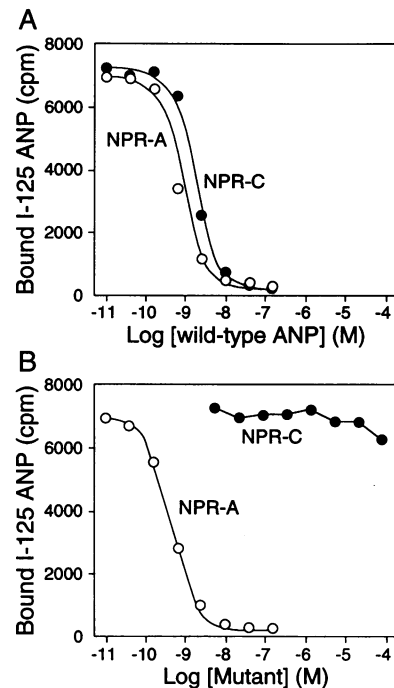 A
Bound I-125 ANP (cpm)
8000
6000
4000
2000
0
NPR-A
NPR-C
-11 -10 -9 -8 -7 -6 -5 -4
Log [wild-type ANP] (M)
B
Bound I-125 ANP (cpm)
8000
6000
4000
2000
0
NPR-C
NPR-A
-11 -10 -9 -8 -7 -6 -5 -4
Log [Mutant] (M)